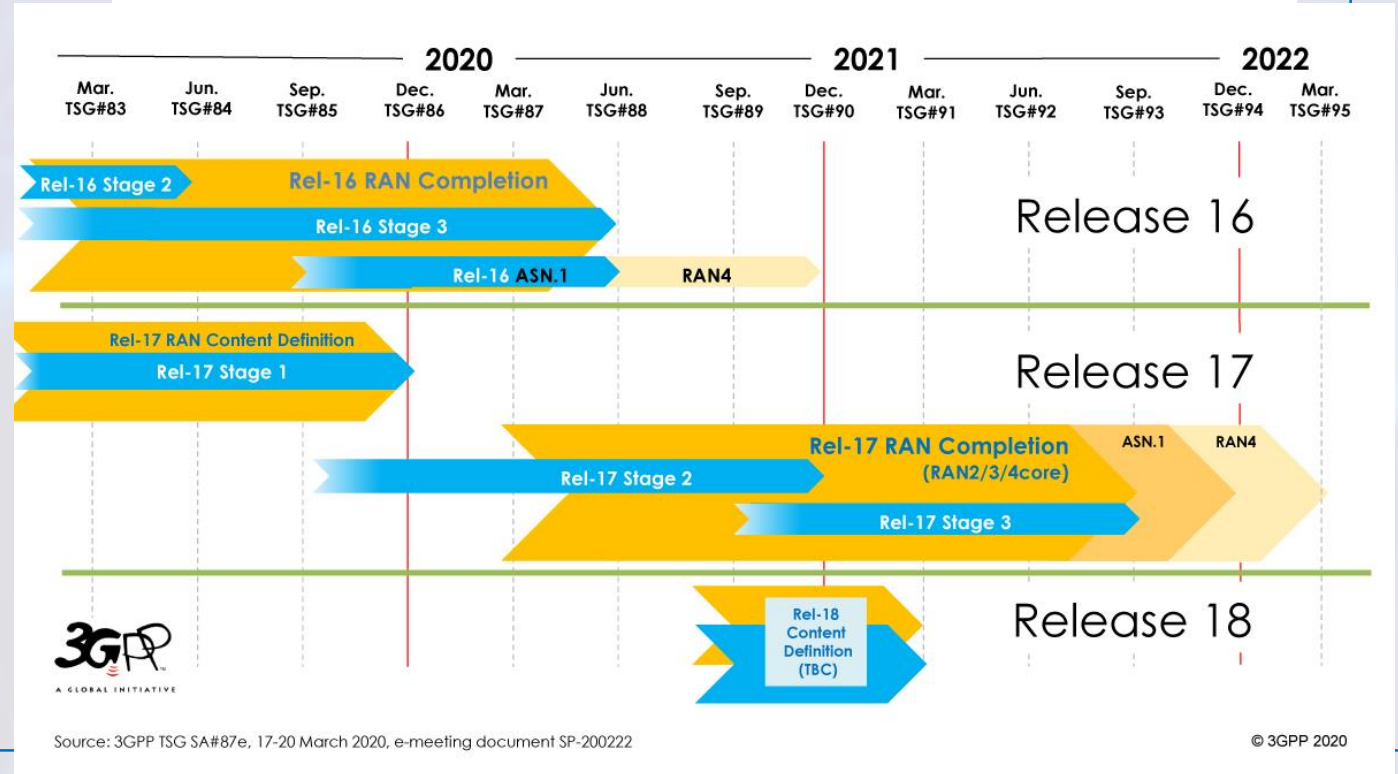 2020 2021 2022
Mar. Jun. Sep. Dec. Mar. Jun. Sep. Dec. Mar. Jun. Sep. Dec. Mar.
TSG#83 TSG#84 TSG#85 TSG#86 TSG#87 TSG#88 TSG#89 TSG#90 TSG#91 TSG#92 TSG#93 TSG#94 TSG#95
Rel-16 Stage 2
Rel-16 RAN Completion
Rel-16 Stage 3
Release 16
Rel-16 ASN.1
RAN4
Rel-17 RAN Content Definition
Rel-17 Stage 1
Release 17
Rel-17 RAN Completion
(RAN2/3/4core)
ASN.1
RAN4
Rel-17 Stage 2
Rel-17 Stage 3
Rel-18
Content
Definition
(TBC)
Release 18
3GPP
TM
A GLOBAL INITIATIVE
Source: 3GPP TSG SA#87e, 17-20 March 2020, e-meeting document SP-200222
© 3GPP 2020